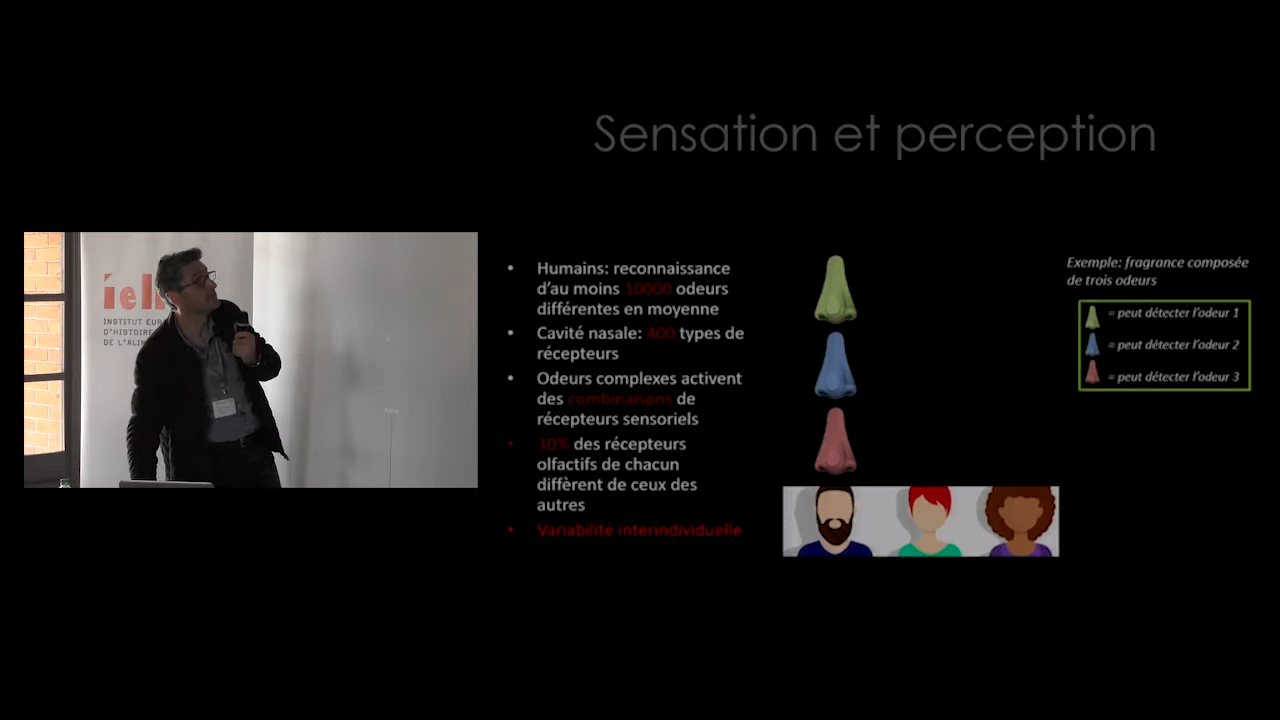 Sensation et perception
INSTITUT
D'HISTOIRE
DE L'ALI
• Humains: reconnaissance
d'au moins 10000 odeurs
différentes en moyenne
• Cavité nasale: 400 types de
récepteurs
• Odeurs complexes activent
des combinaisons de
récepteurs sensoriels
• 30% des récepteurs
olfactifs de chacun
diffèrent de ceux des
autres
• Variabilité interindividuelle
Exemple: fragrance composée
de trois odeurs
= peut détecter l'odeur 1
= peut détecter l'odeur 2
= peut détecter l'odeur 3